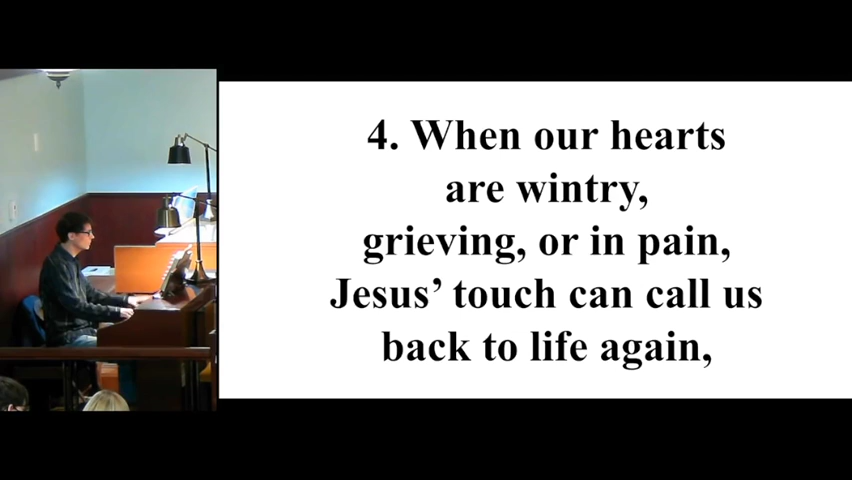 4. When our hearts
are wintry,
grieving, or in pain,
Jesus’ touch can call us
back to life again,